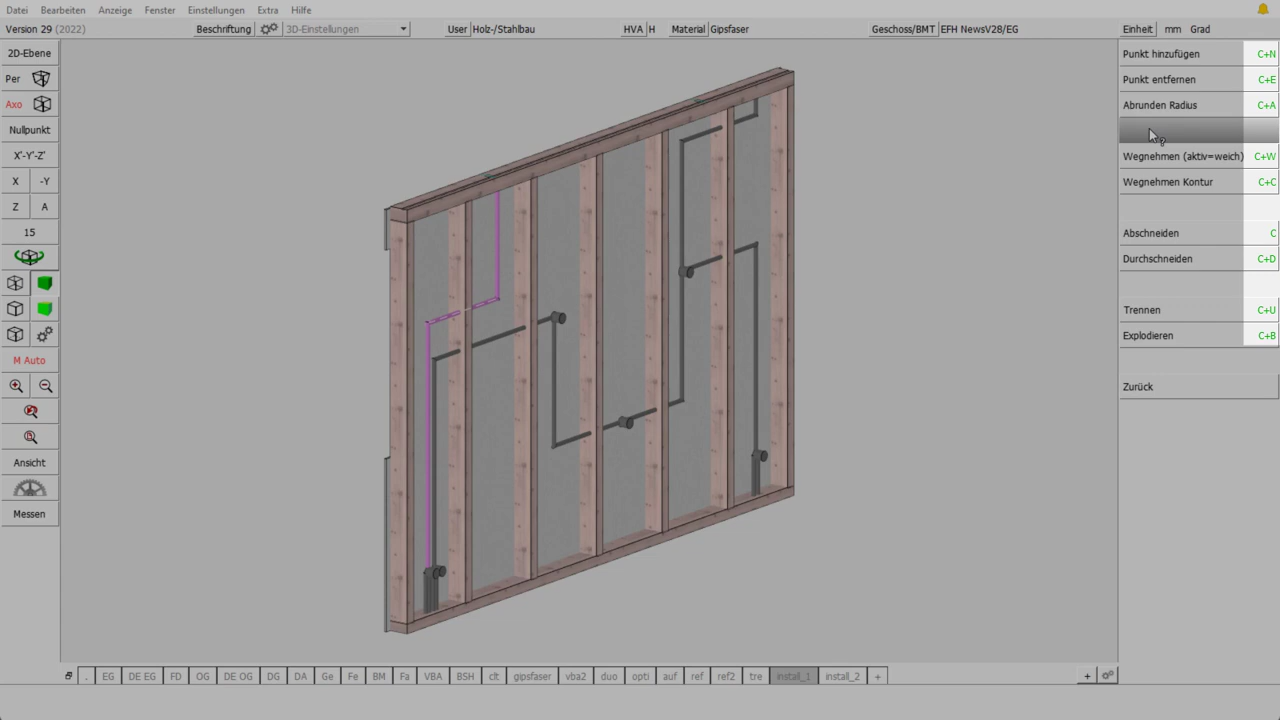 Datei Bearbeiten Anzeige Fenster Einstellungen Extra Hilfe
Version 29 (2022) Beschriftung 3D-Einstellungen User Holz-/Stahlbau HVA H Material Gipsfaser Geschoss/BMT EFH NewsV28/EG Einheit mm Grad
2D-Ebene
Per
Axo
Nullpunkt
X'-Y'-Z'
X -Y
Z A
15
M Auto
Ansicht
Messen
Punkt hinzufügen C+N
Punkt entfernen C+E
Abrunden Radius C+A
Wegnehmen (aktiv=weich) C+W
Wegnehmen Kontur C+C
Abschneiden C
Durchschneiden C+D
Trennen C+U
Explodieren C+B
Zurück
. EG DE EG FD OG DE OG DG DA Ge Fe BM Fa VBA BSH clt gipsfaser vba2 duo opti auf ref ref2 tre install_1 install_2 + +